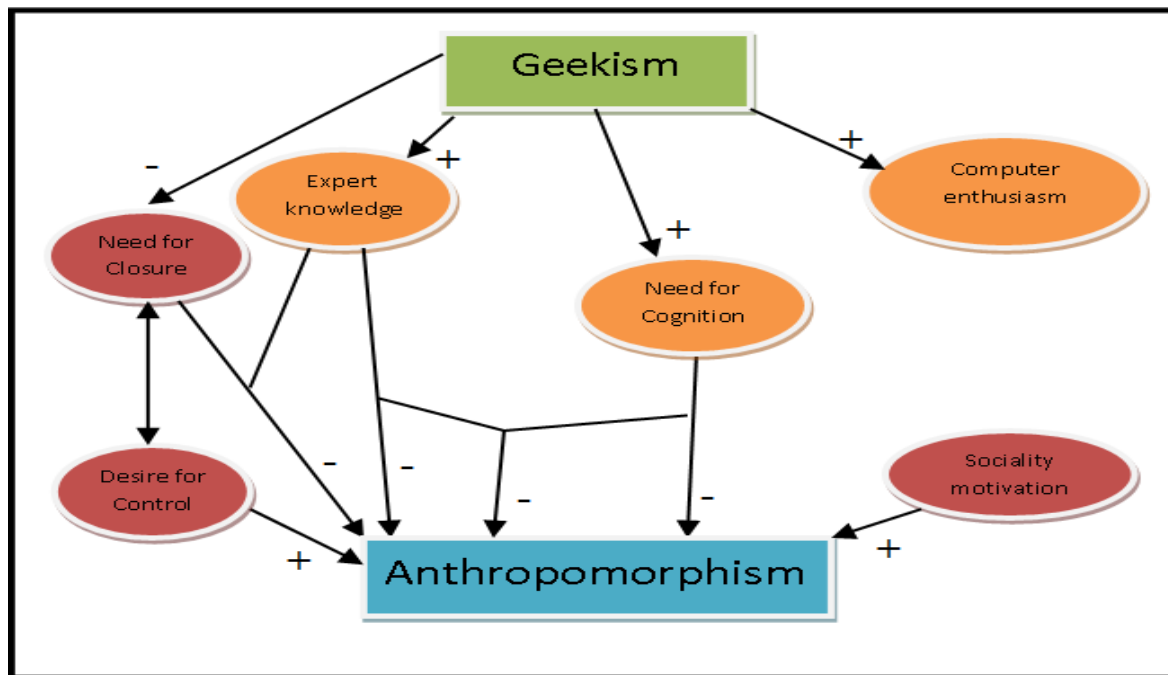 Geekism
-
+
+
+
Expert
knowledge
Computer
enthusiasm
Need for
Closure
Need for
Cognition
Desire for
Control
Sociality
motivation
-
-
-
-
+
+
Anthropomorphism